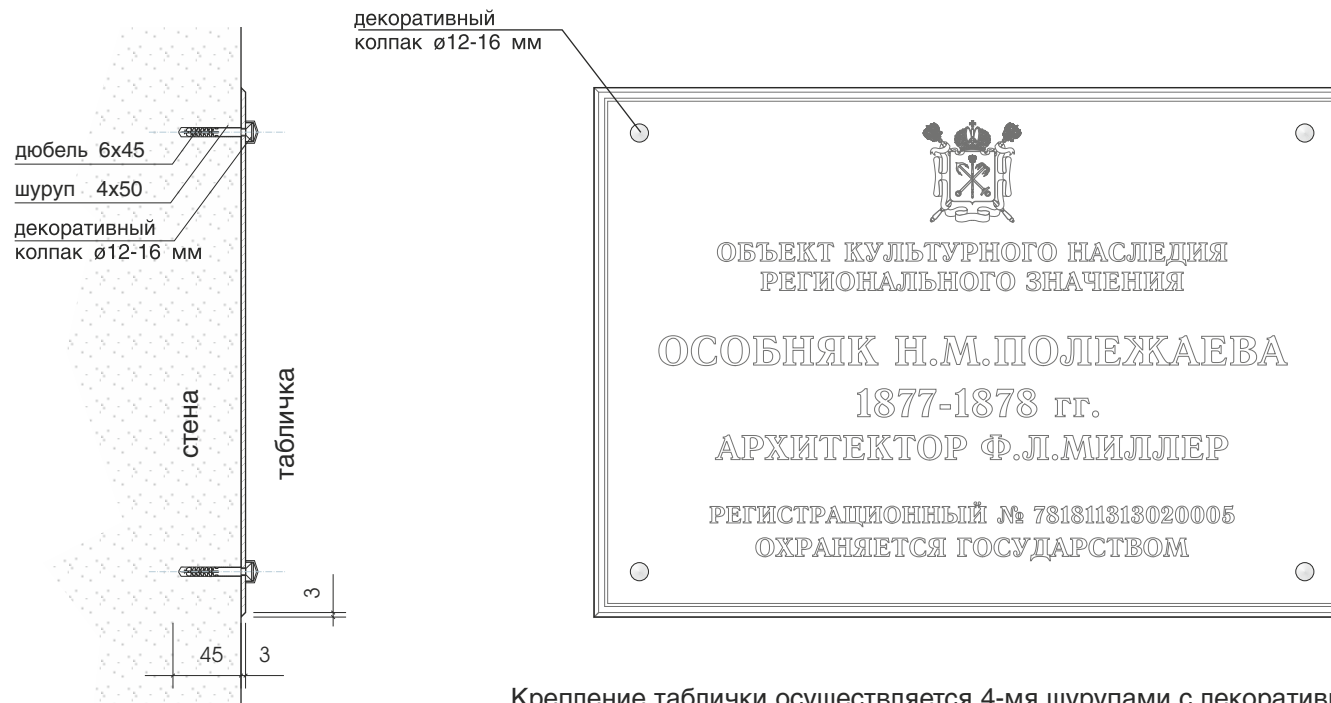 декоративный
колпак ø12-16 мм
дюбель 6х45
шуруп 4х50
декоративный
колпак ø12-16 мм
стена
табличка
3
45
3
ОБЪЕКТ КУЛЬТУРНОГО НАСЛЕДИЯ
РЕГИОНАЛЬНОГО ЗНАЧЕНИЯ
ОСОБНЯК Н.М.ПОЛЕЖАЕВА
1877-1878 гг.
АРХИТЕКТОР Ф.Л.МИЛЛЕР
РЕГИСТРАЦИОННЫЙ № 781811313020005
ОХРАНЯЕТСЯ ГОСУДАРСТВОМ
Крепление таблички осуществляется 4-мя шурупами с